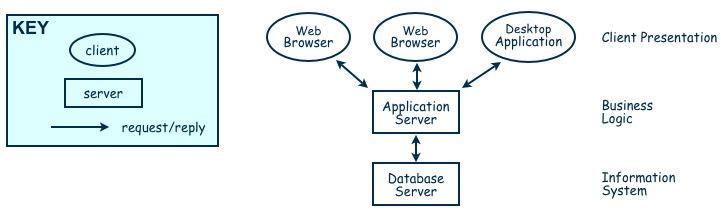 KEY
client
server
request/reply
Web
Browser
Web
Browser
Desktop
Application
Client Presentation
Application
Server
Business
Logic
Database
Server
Information
System